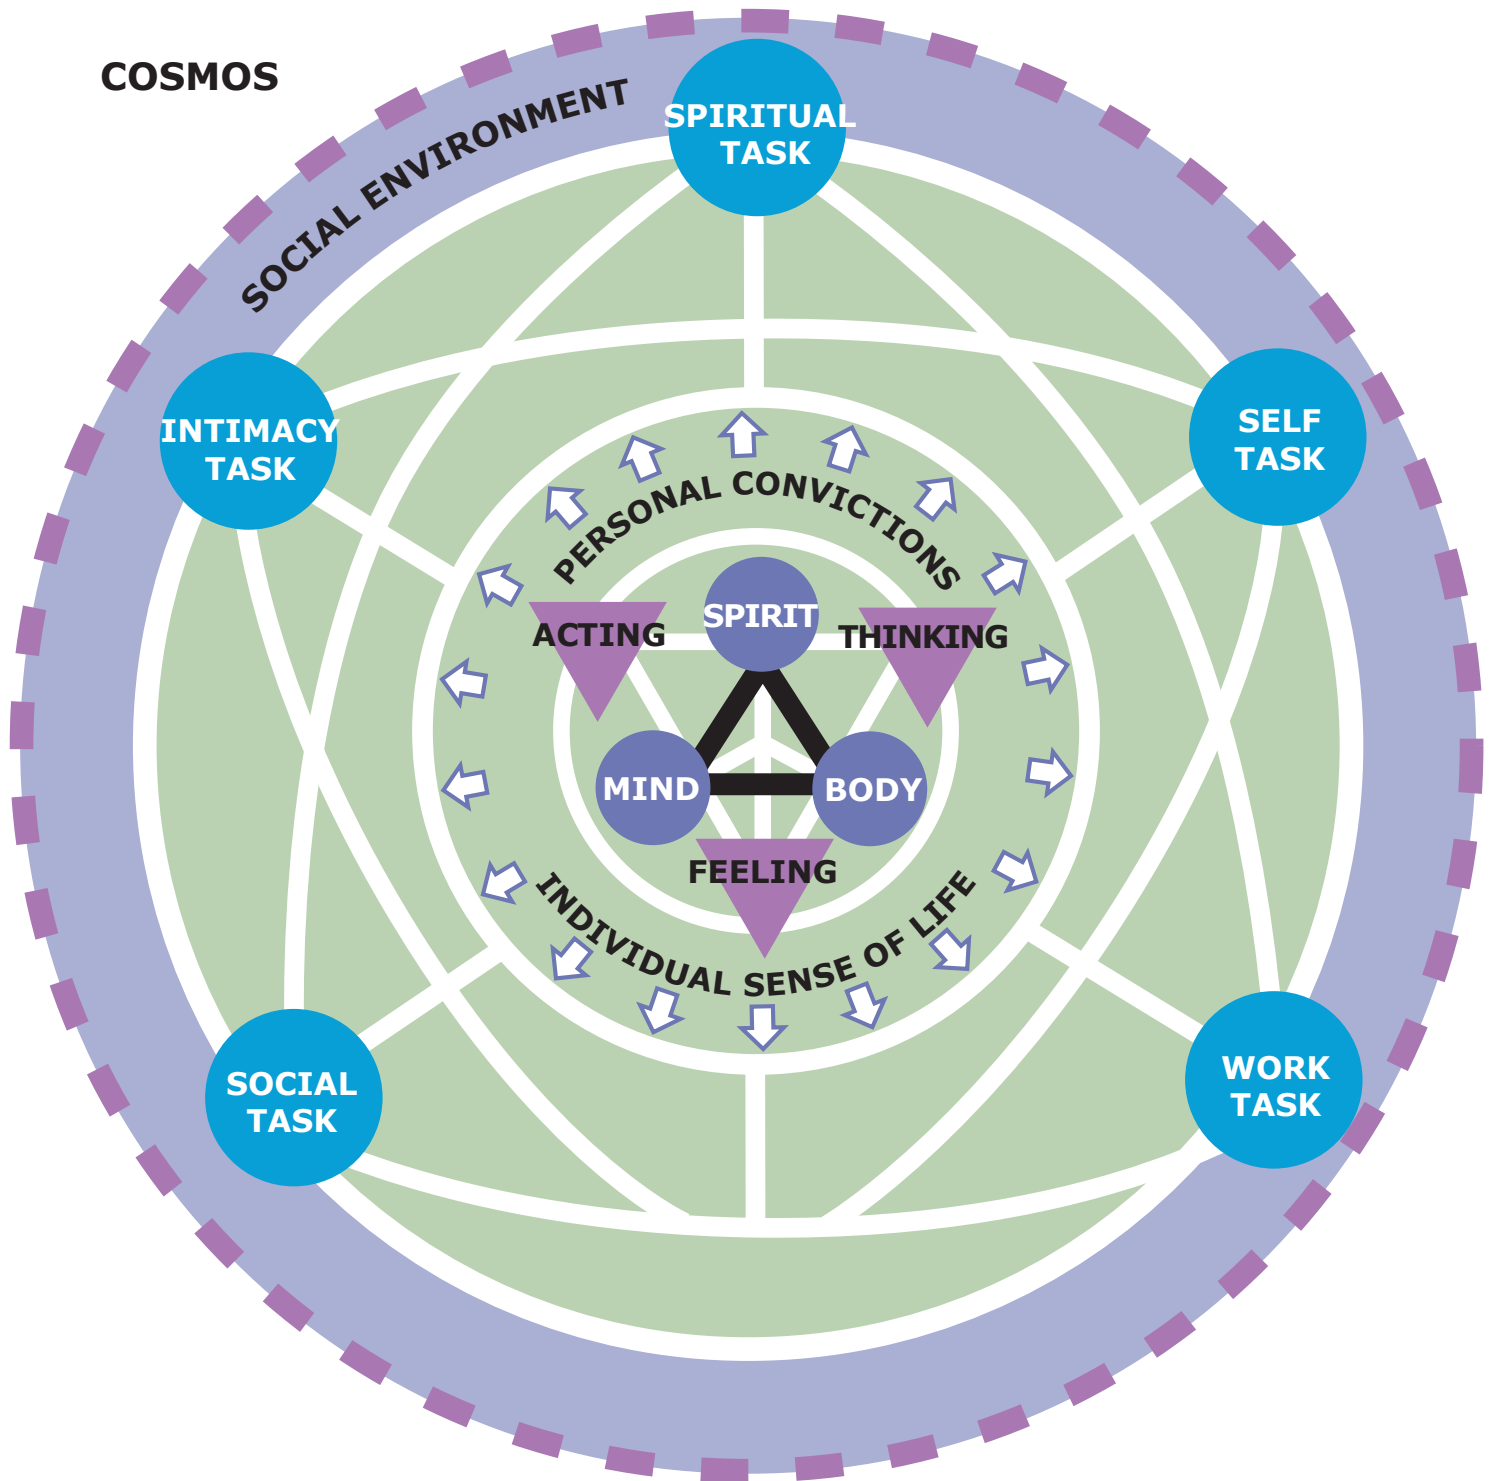 COSMOS
SOCIAL ENVIRONMENT
SPIRITUAL
TASK
INTIMACY
TASK
SELF
TASK
PERSONAL CONVICTIONS
SPIRIT
ACTING
THINKING
MIND
BODY
FEELING
INDIVIDUAL SENSE OF LIFE
SOCIAL
TASK
WORK
TASK